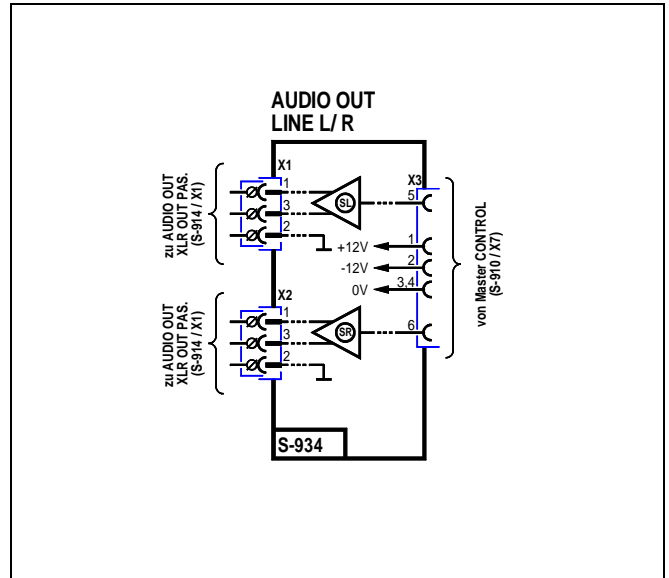 AUDIO OUT
LINE L/ R
X1
1
3
2
SL
X3
5
zu AUDIO OUT
XLR OUT PAS.
(S-914 / X1)
+12V
1
-12V
2
0V
3,4
von Master CONTROL
(S-910 / X7)
X2
1
3
2
SR
6
zu AUDIO OUT
XLR OUT PAS.
(S-914 / X1)
S-934